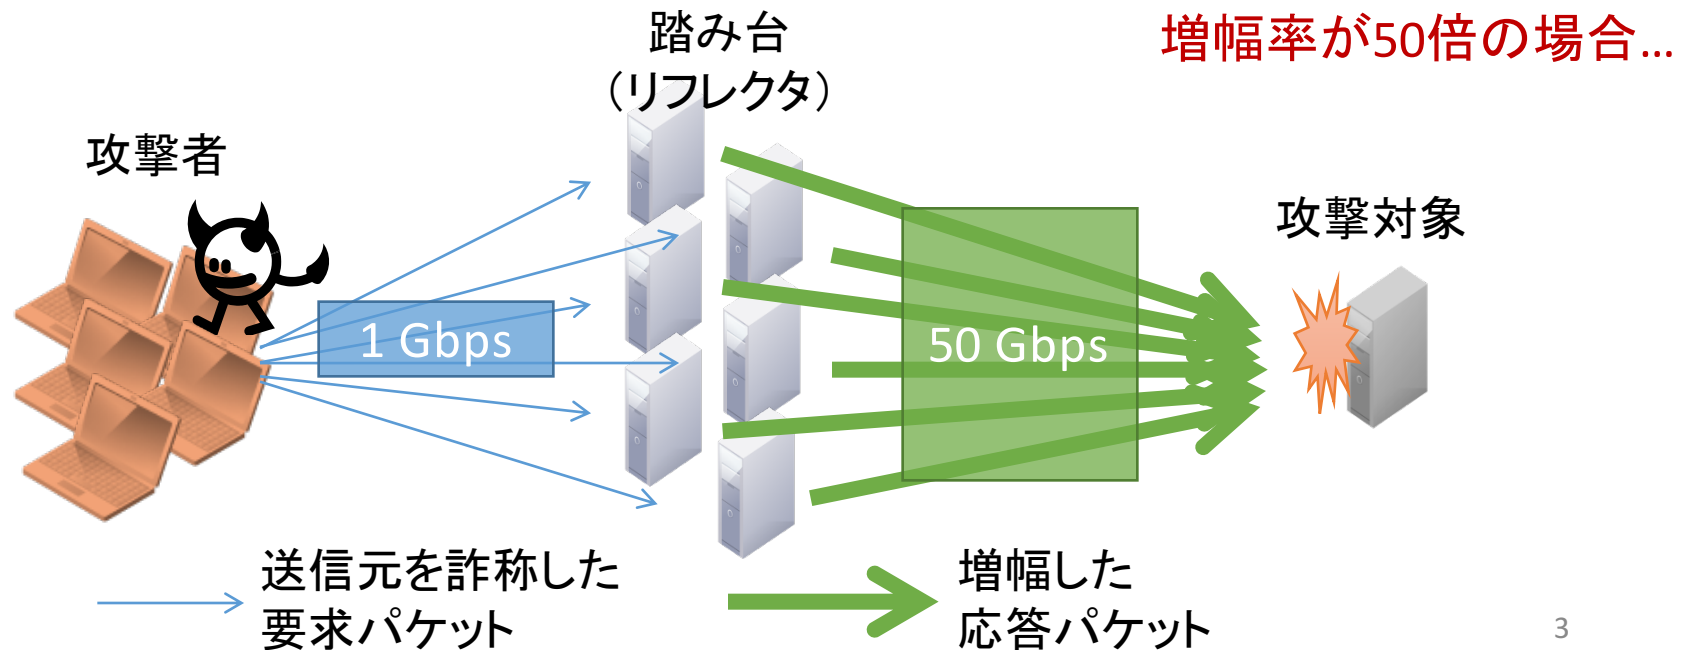 踏み台
（リフレクタ）
増幅率が50倍の場合…
攻撃者
攻撃対象
1 Gbps
50 Gbps
送信元を詐称した
要求パケット
増幅した
応答パケット
3